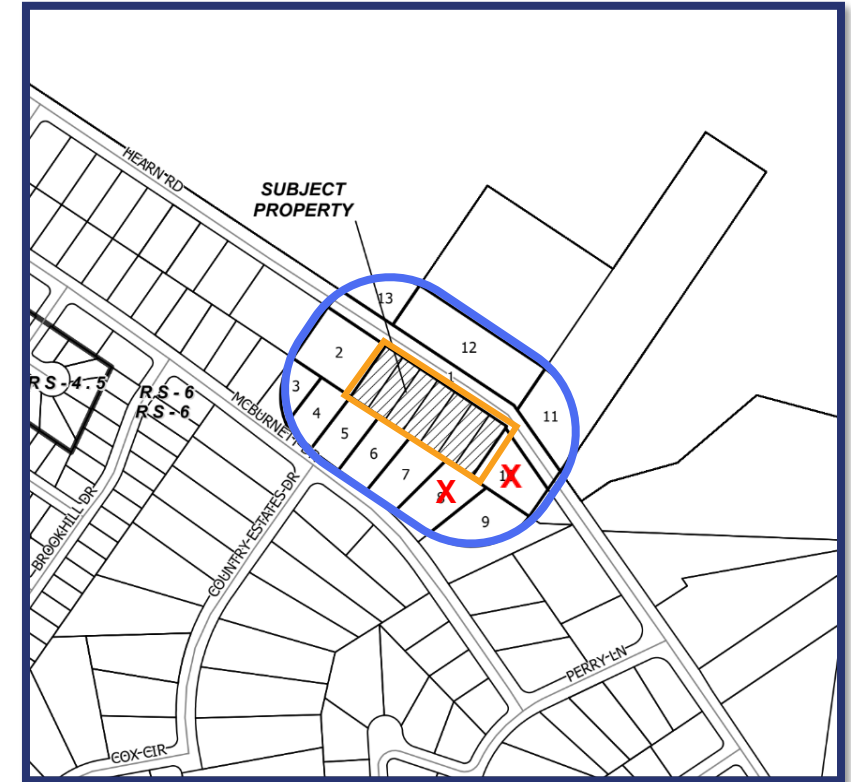 HEARN RD
SUBJECT
PROPERTY
13
12
2
1
RS-4.5
RS-6
RS-6
3
MCBURNETT DR
4
11
5
6
7
X
X
9
BROOKHILL DR
COUNTRY ESTATES DR
PERRY LN
COX CIR